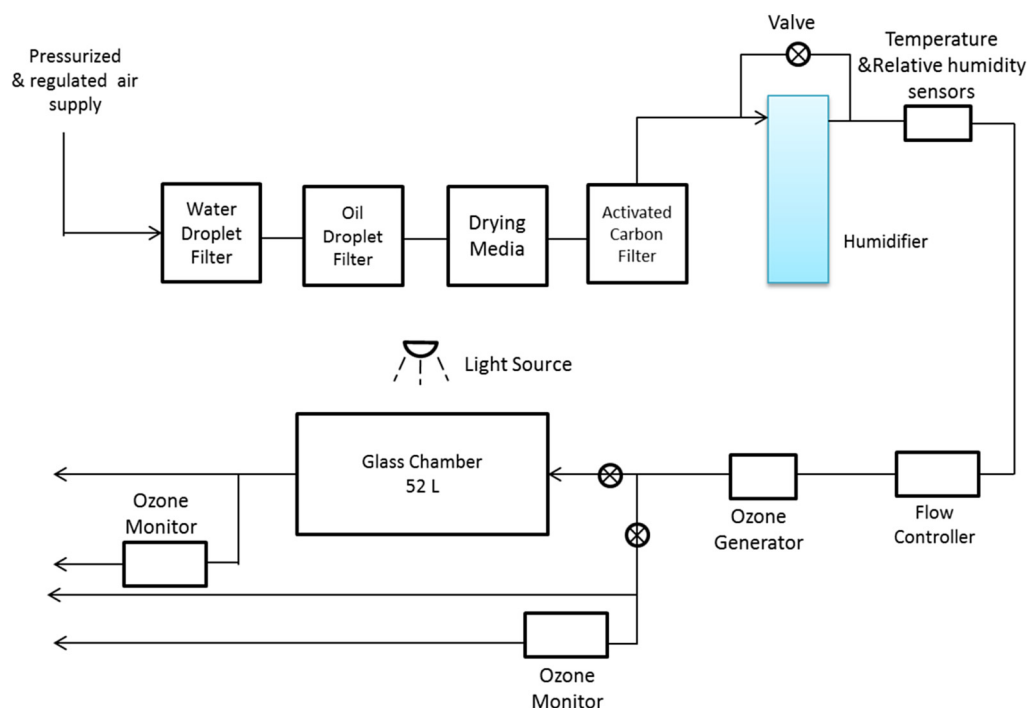 Pressurized
& regulated air
supply
Valve
Temperature
&Relative humidity
sensors
Water
Droplet
Filter
Oil
Droplet
Filter
Drying
Media
Activated
Carbon
Filter
Humidifier
Light Source
Glass Chamber
52 L
Ozone
Monitor
Ozone
Generator
Flow
Controller
Ozone
Monitor